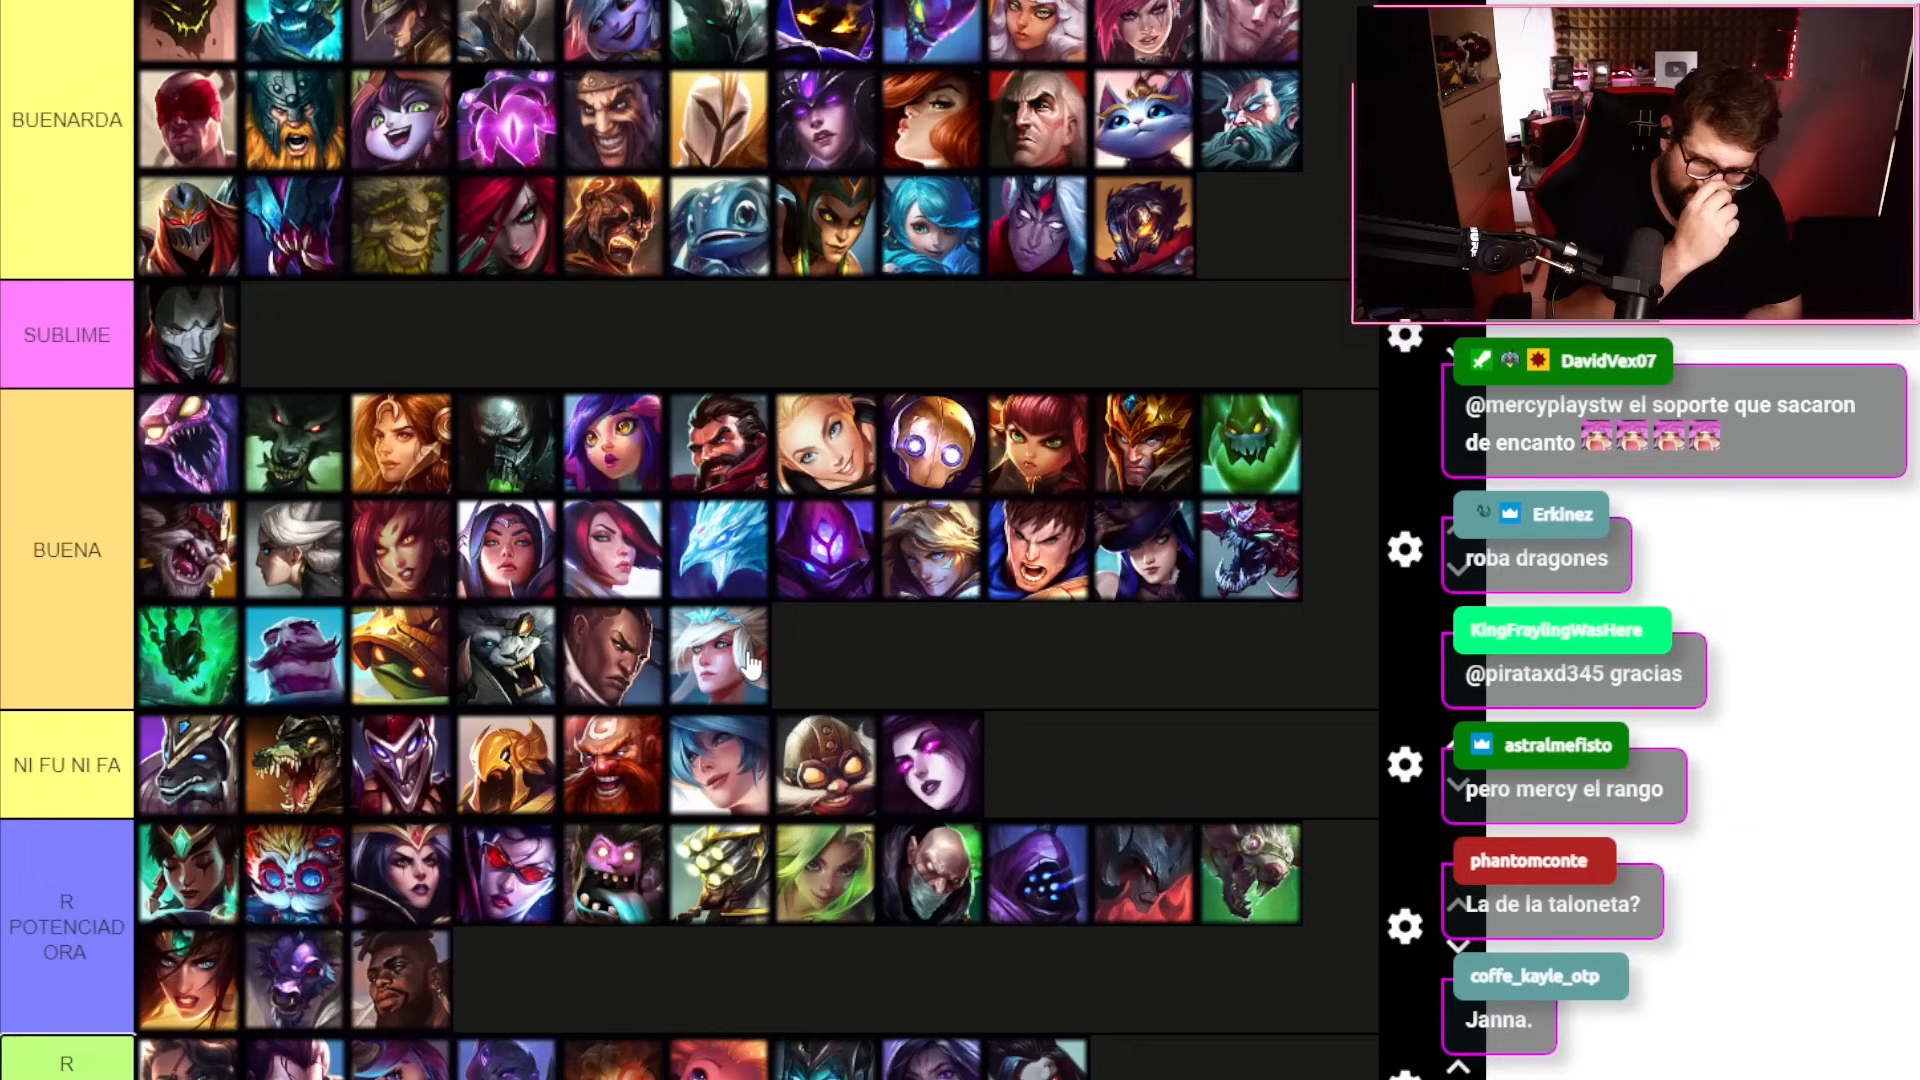 BUENARDA
SUBLIME
BUENA
NI FU NI FA
R
POTENCIAD
ORA
R
DavidVex07
@mercyplaystw el soporte que sacaron
de encanto
Erkinez
roba dragones
KingFraylingWasHere
@pirataxd345 gracias
astralmefisto
pero mercy el rango
phantomconte
La de la taloneta?
coffe_kayle_otp
Janna.